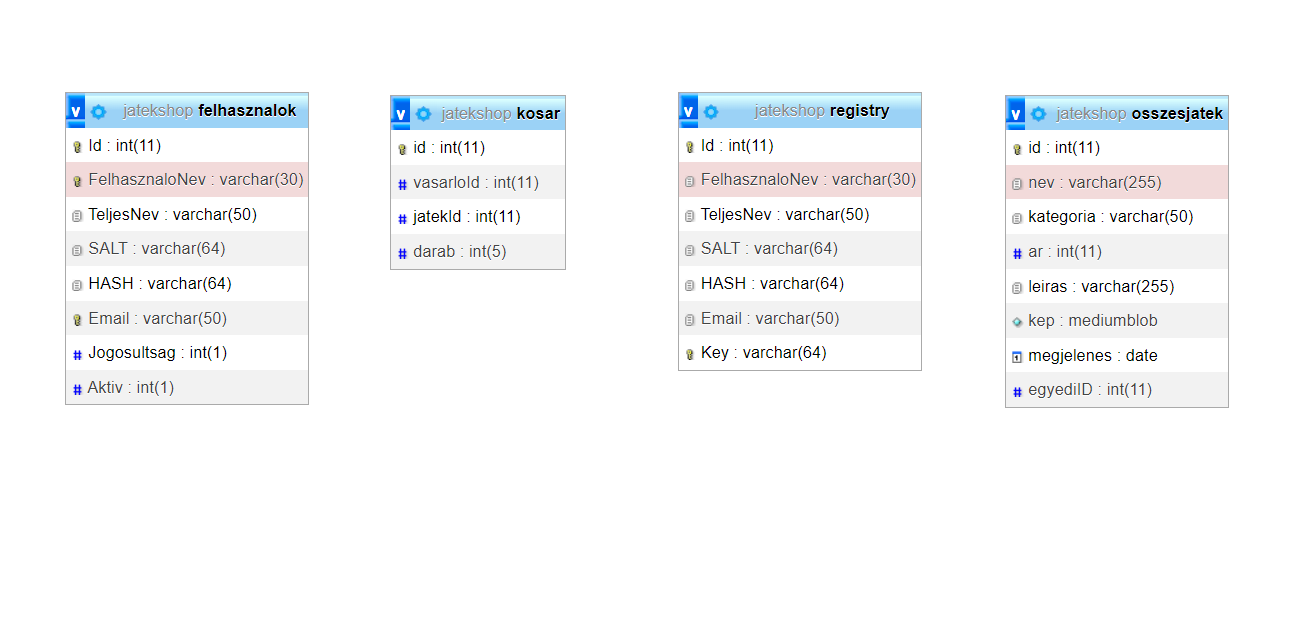 jatekshop felhasznalok
Id : int(11)
FelhasznaloNev : varchar(30)
TeljesNev : varchar(50)
SALT : varchar(64)
HASH : varchar(64)
Email : varchar(50)
Jogosultsag : int(1)
Aktiv : int(1)
jatekshop kosar
id : int(11)
vasarloId : int(11)
jatekId : int(11)
darab : int(5)
jatekshop registry
Id : int(11)
FelhasznaloNev : varchar(30)
TeljesNev : varchar(50)
SALT : varchar(64)
HASH : varchar(64)
Email : varchar(50)
Key : varchar(64)
jatekshop osszesjatek
id : int(11)
nev : varchar(255)
kategoria : varchar(50)
ar : int(11)
leiras : varchar(255)
kep : mediumblob
megjelenes : date
egyediID : int(11)